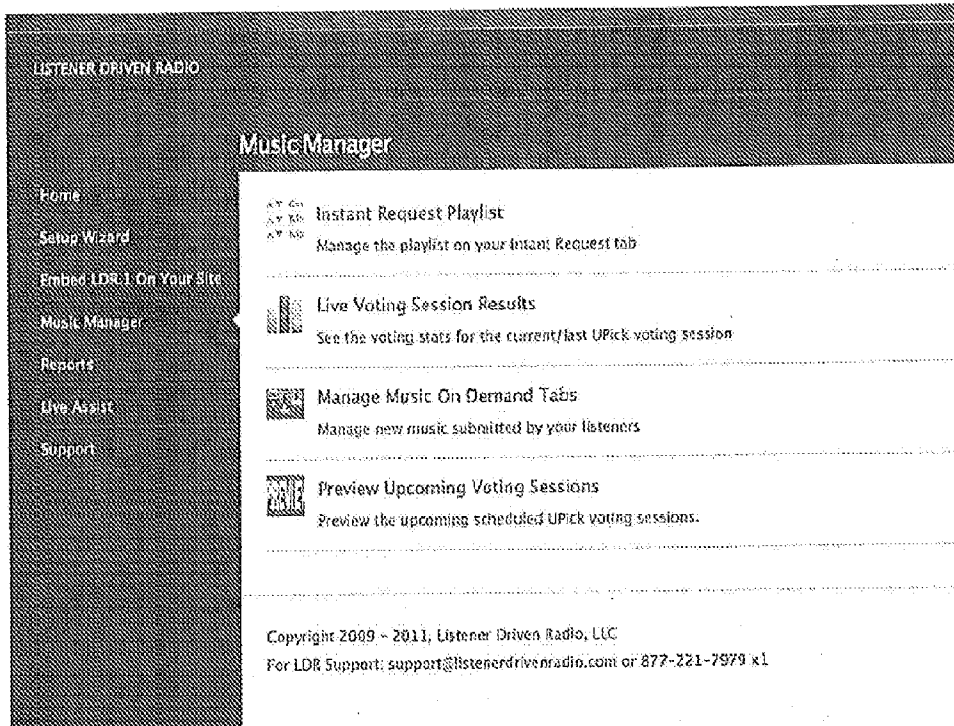 LISTENER DRIVEN RADIO
Music Manager
Home
Setup Wizard
Embed LDR.1 On Your Site
Music Manager
Reports
Live Assist
Support
Instant Request Playlist
Manage the playlist on your Intant Request tab
Live Voting Session Results
See the voting stats for the current/last UPick voting session
Manage Music On Demand Tabs
Manage new music submitted by your listeners
Preview Upcoming Voting Sessions
Preview the upcoming scheduled UPick voting sessions.
Copyright 2009 - 2011, Listener Driven Radio, LLC
For LDR Support: support@listenerdrivenradio.com or 877-221-7979 x1